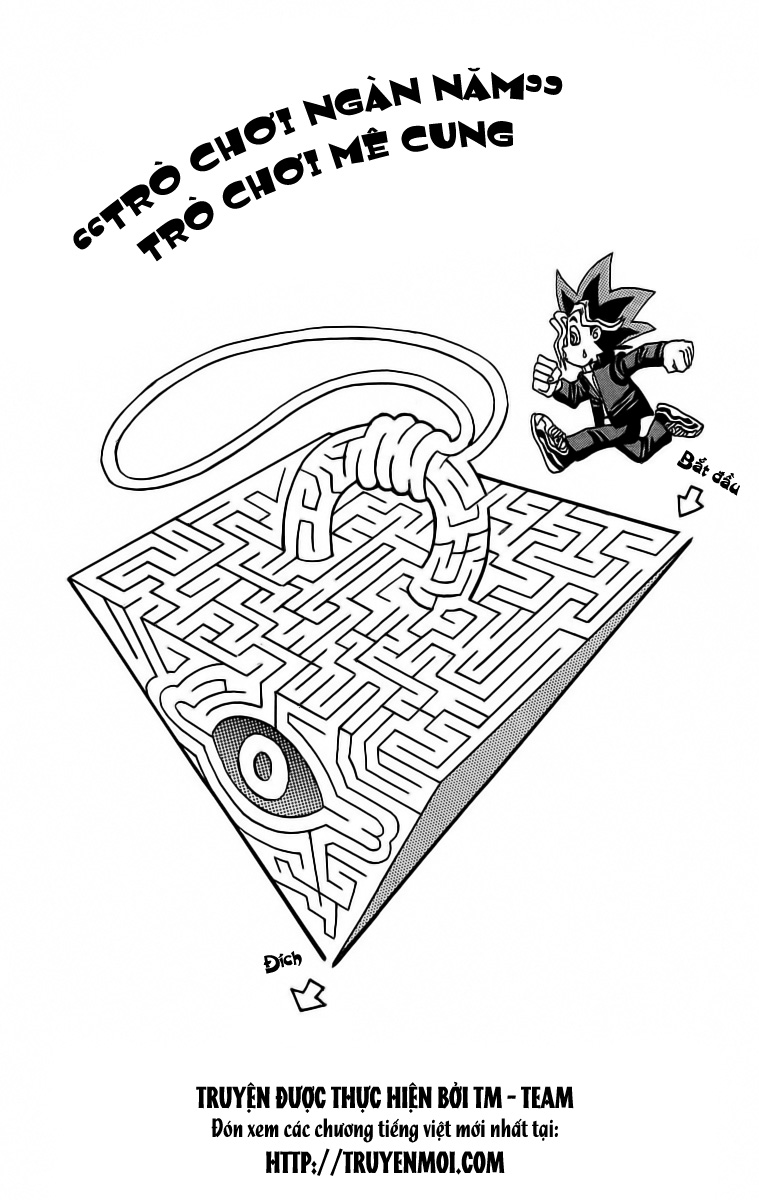 “TRÒ CHƠI NGÀN NĂM”
TRÒ CHƠI MÊ CUNG
Bắt đầu
Đích
TRUYỆN ĐƯỢC THỰC HIỆN BỞI TM - TEAM
Đón xem các chương tiếng việt mới nhất tại:
HTTP://TRUYENMOI.COM